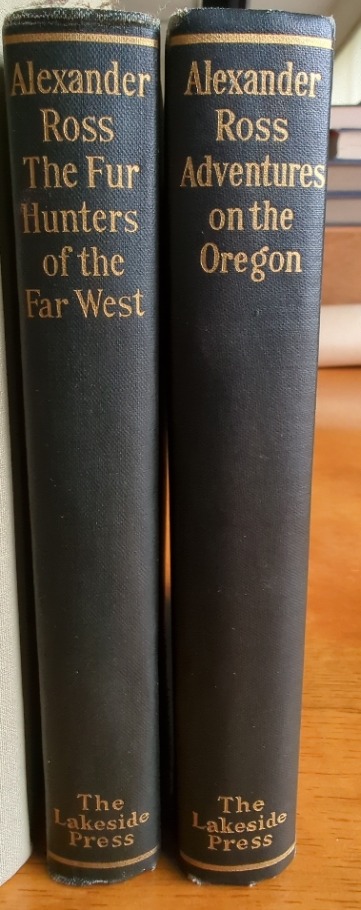 Alexander
Ross
The Fur
Hunters
of the
Far West
The
Lakeside
Press
Alexander
Ross
Adventures
on the
Oregon
The
Lakeside
Press